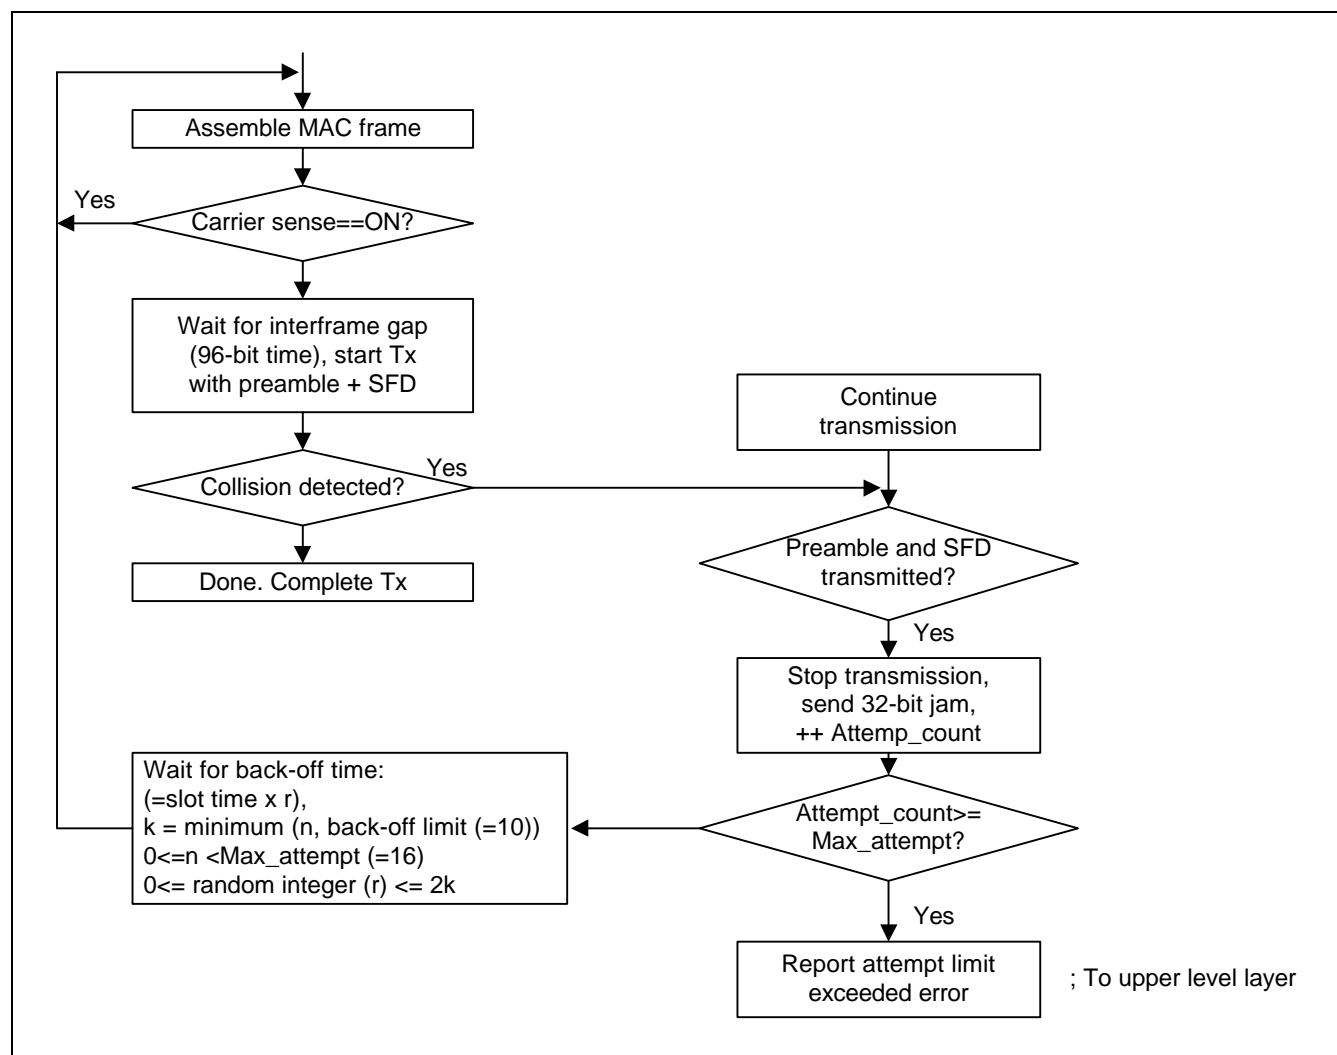 Assemble MAC frame
Yes
Carrier sense==ON?
Wait for interframe gap
(96-bit time), start Tx
with preamble + SFD
Continue
transmission
Yes
Collision detected?
Preamble and SFD
transmitted?
Done. Complete Tx
Yes
Stop transmission,
send 32-bit jam,
++ Attemp_count
Wait for back-off time:
(=slot time x r),
k = minimum (n, back-off limit (=10))
0<=n <Max_attempt (=16)
0<= random integer (r) <= 2k
Attempt_count>=
Max_attempt?
Yes
Report attempt limit
exceeded error
; To upper level layer